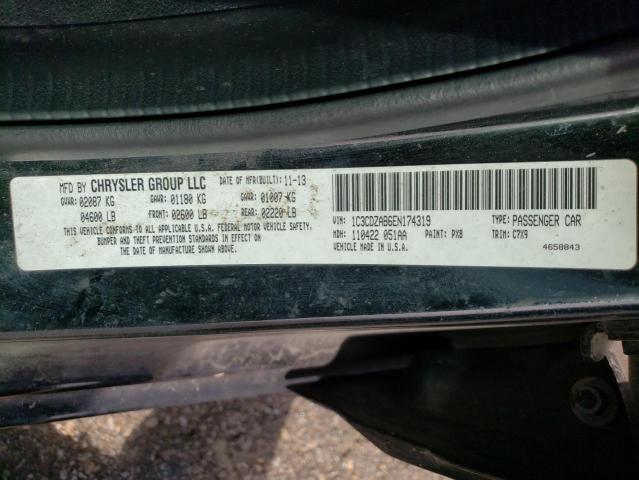 MFD BY CHRYSLER GROUP LLC DATE OF MFR(BUILT): 11-13
GVWR: 02087 KG GAWR: 01180 KG GAWR: 01007 KG
04600 LB FRONT: 02600 LB REAR: 02220 LB
THIS VEHICLE CONFORMS TO ALL APPLICABLE U.S.A. FEDERAL MOTOR VEHICLE SAFETY,
BUMPER AND THEFT PREVENTION STANDARDS IN EFFECT
ON THE DATE OF MANUFACTURE SHOWN ABOVE.
VIN: 1C3CDZAB6EN174319 TYPE: PASSENGER CAR
MDH: 110422 051AA PAINT: PX8 TRIM: C7X9
VEHICLE MADE IN U.S.A. 4658843